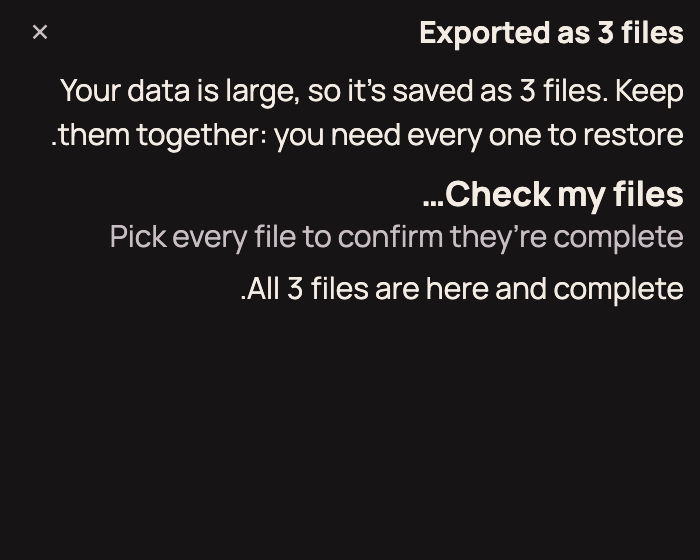 Exported as 3 files
Your data is large, so it's saved as 3 files. Keep
them together: you need every one to restore.
Check my files…
Pick every file to confirm they're complete
All 3 files are here and complete.